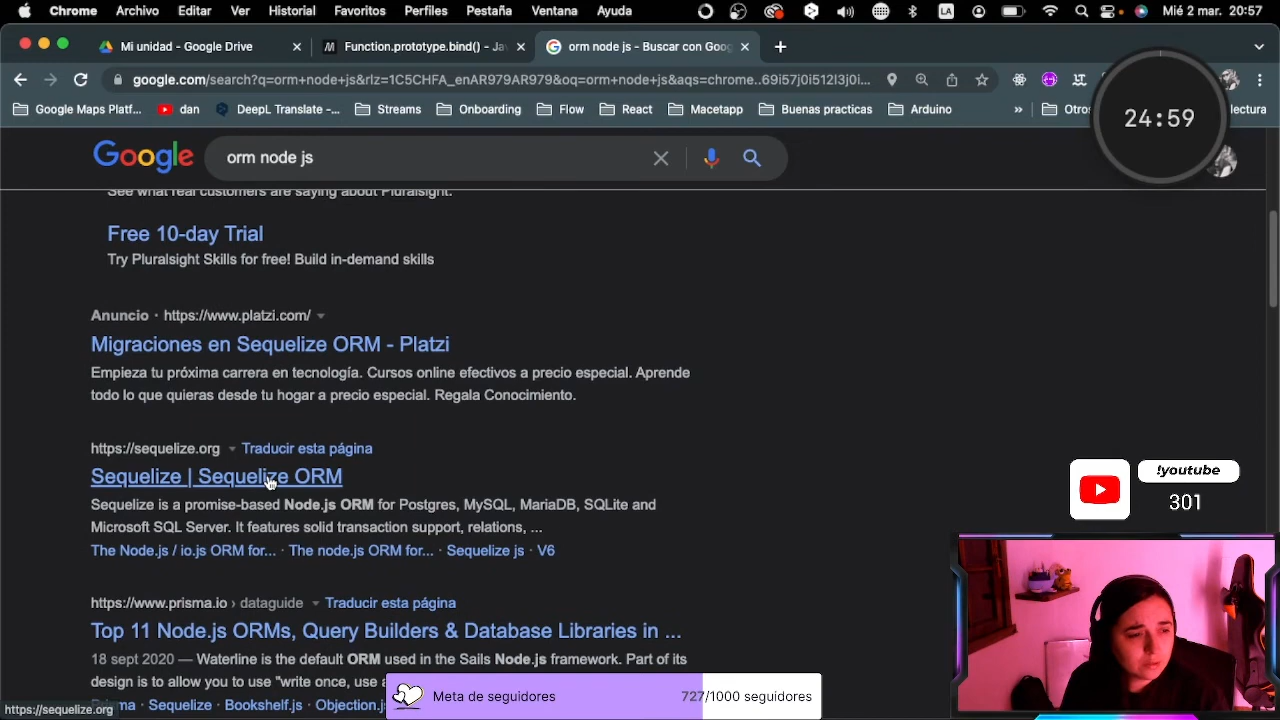 Chrome Archivo Editar Ver Historial Favoritos Perfiles Pestaña Ventana Ayuda LA Mié 2 mar. 20:57
Mi unidad - Google Drive Function.prototype.bind() - Ja orm node js - Buscar con Goog
google.com/search?q=orm+node+js&rlz=1C5CHFA_enAR979AR979&oq=orm+node+js&aqs=chrome..69i57j0i512l3j0i...
Google Maps Platf... dan DeepL Translate -... Streams Onboarding Flow React Macetapp Buenas practicas Arduino » Otros lectura
24:59
Google orm node js
See what real customers are saying about Pluralsight.
Free 10-day Trial
Try Pluralsight Skills for free! Build in-demand skills
Anuncio · https://www.platzi.com/
Migraciones en Sequelize ORM - Platzi
Empieza tu próxima carrera en tecnología. Cursos online efectivos a precio especial. Aprende
todo lo que quieras desde tu hogar a precio especial. Regala Conocimiento.
https://sequelize.org Traducir esta página
Sequelize | Sequelize ORM
Sequelize is a promise-based Node.js ORM for Postgres, MySQL, MariaDB, SQLite and
Microsoft SQL Server. It features solid transaction support, relations, ...
The Node.js / io.js ORM for... · The node.js ORM for... · Sequelize js · V6
!youtube
301
https://www.prisma.io › dataguide Traducir esta página
Top 11 Node.js ORMs, Query Builders & Database Libraries in ...
18 sept 2020 — Waterline is the default ORM used in the Sails Node.js framework. Part of its
design is to allow you to use "write once, use
· Sequelize · Bookshelf.js · Objection.j
Meta de seguidores 727/1000 seguidores
https://sequelize.org